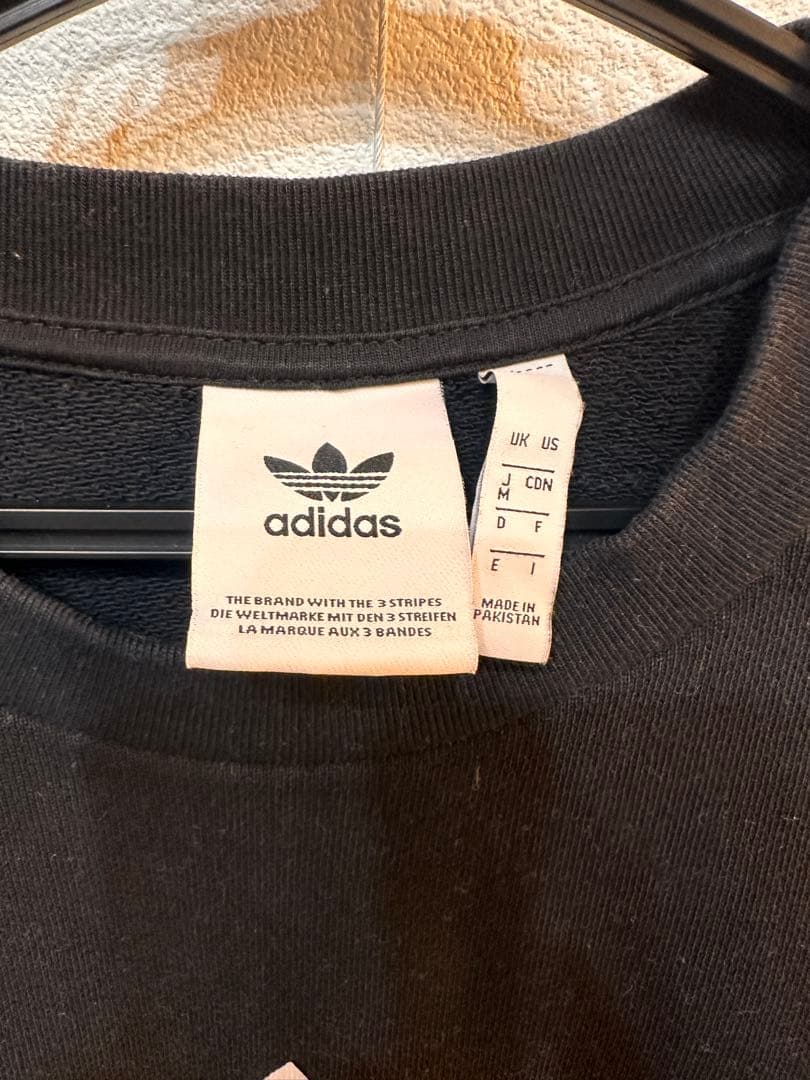 adidas
THE BRAND WITH THE 3 STRIPES
DIE WELTMARKE MIT DEN 3 STREIFEN
LA MARQUE AUX 3 BANDES
UK US
J CDN
M
D F
E I
MADE IN
PAKISTAN